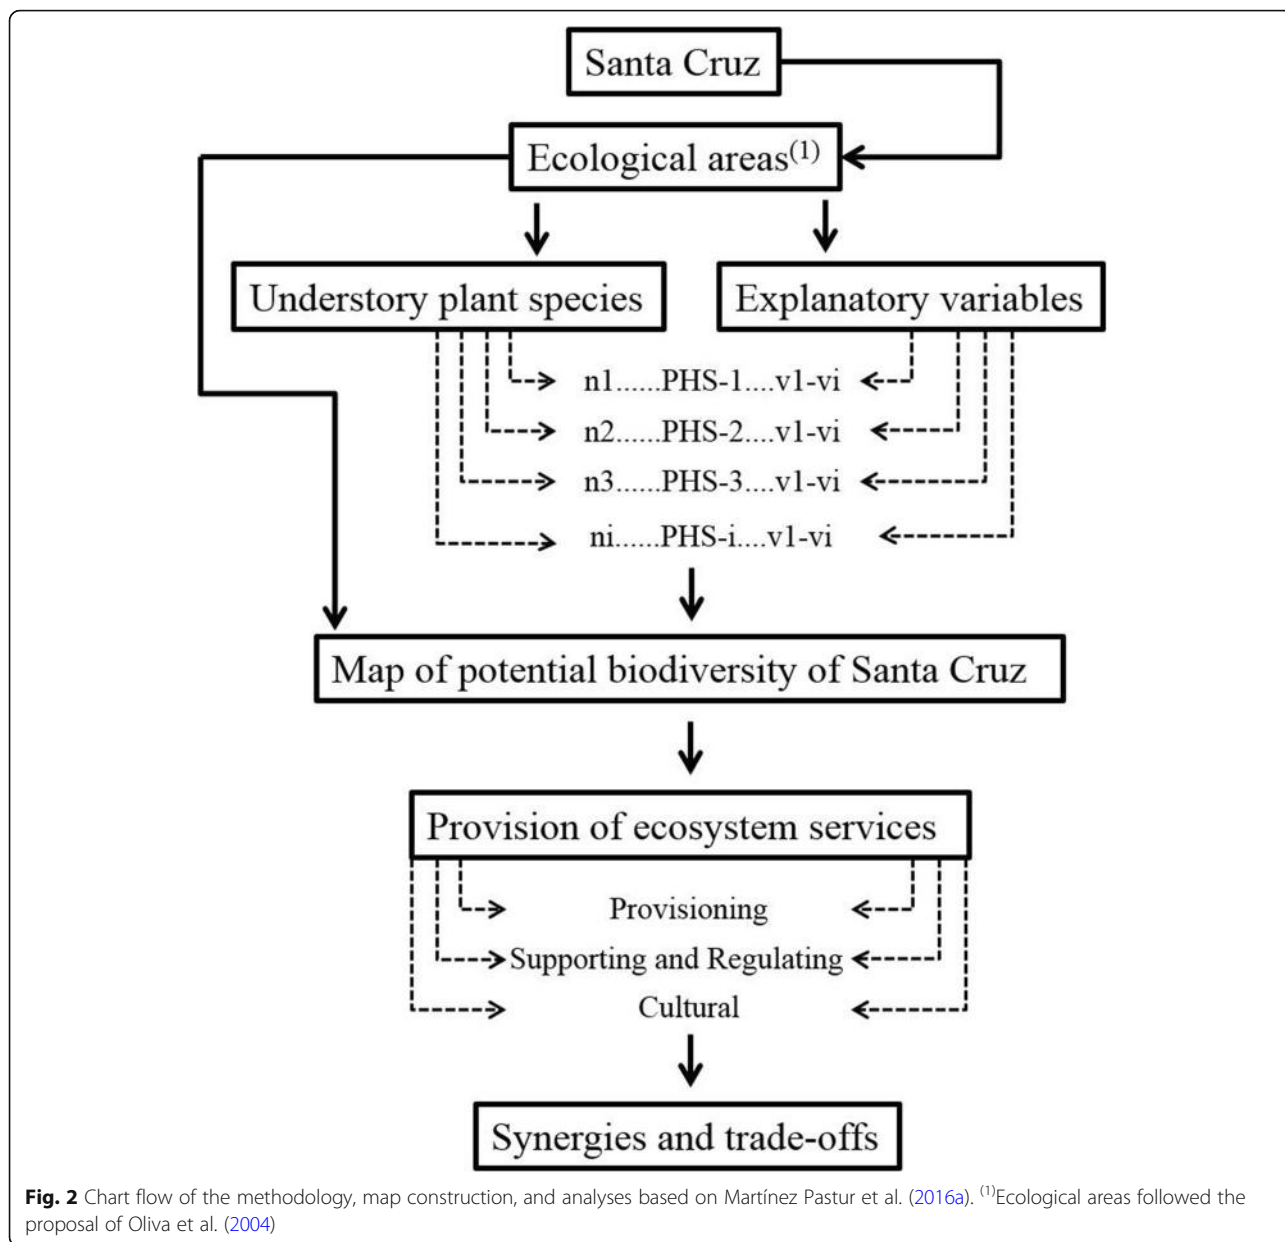 Santa Cruz
Ecological areas(1)
Understory plant species
Explanatory variables
n1......PHS-1....v1-vi
n2......PHS-2....v1-vi
n3......PHS-3....v1-vi
ni......PHS-i....v1-vi
Map of potential biodiversity of Santa Cruz
Provision of ecosystem services
Provisioning
Supporting and Regulating
Cultural
Synergies and trade-offs
Fig. 2 Chart flow of the methodology, map construction, and analyses based on Martínez Pastur et al. (2016a). (1)Ecological areas followed the
proposal of Oliva et al. (2004)